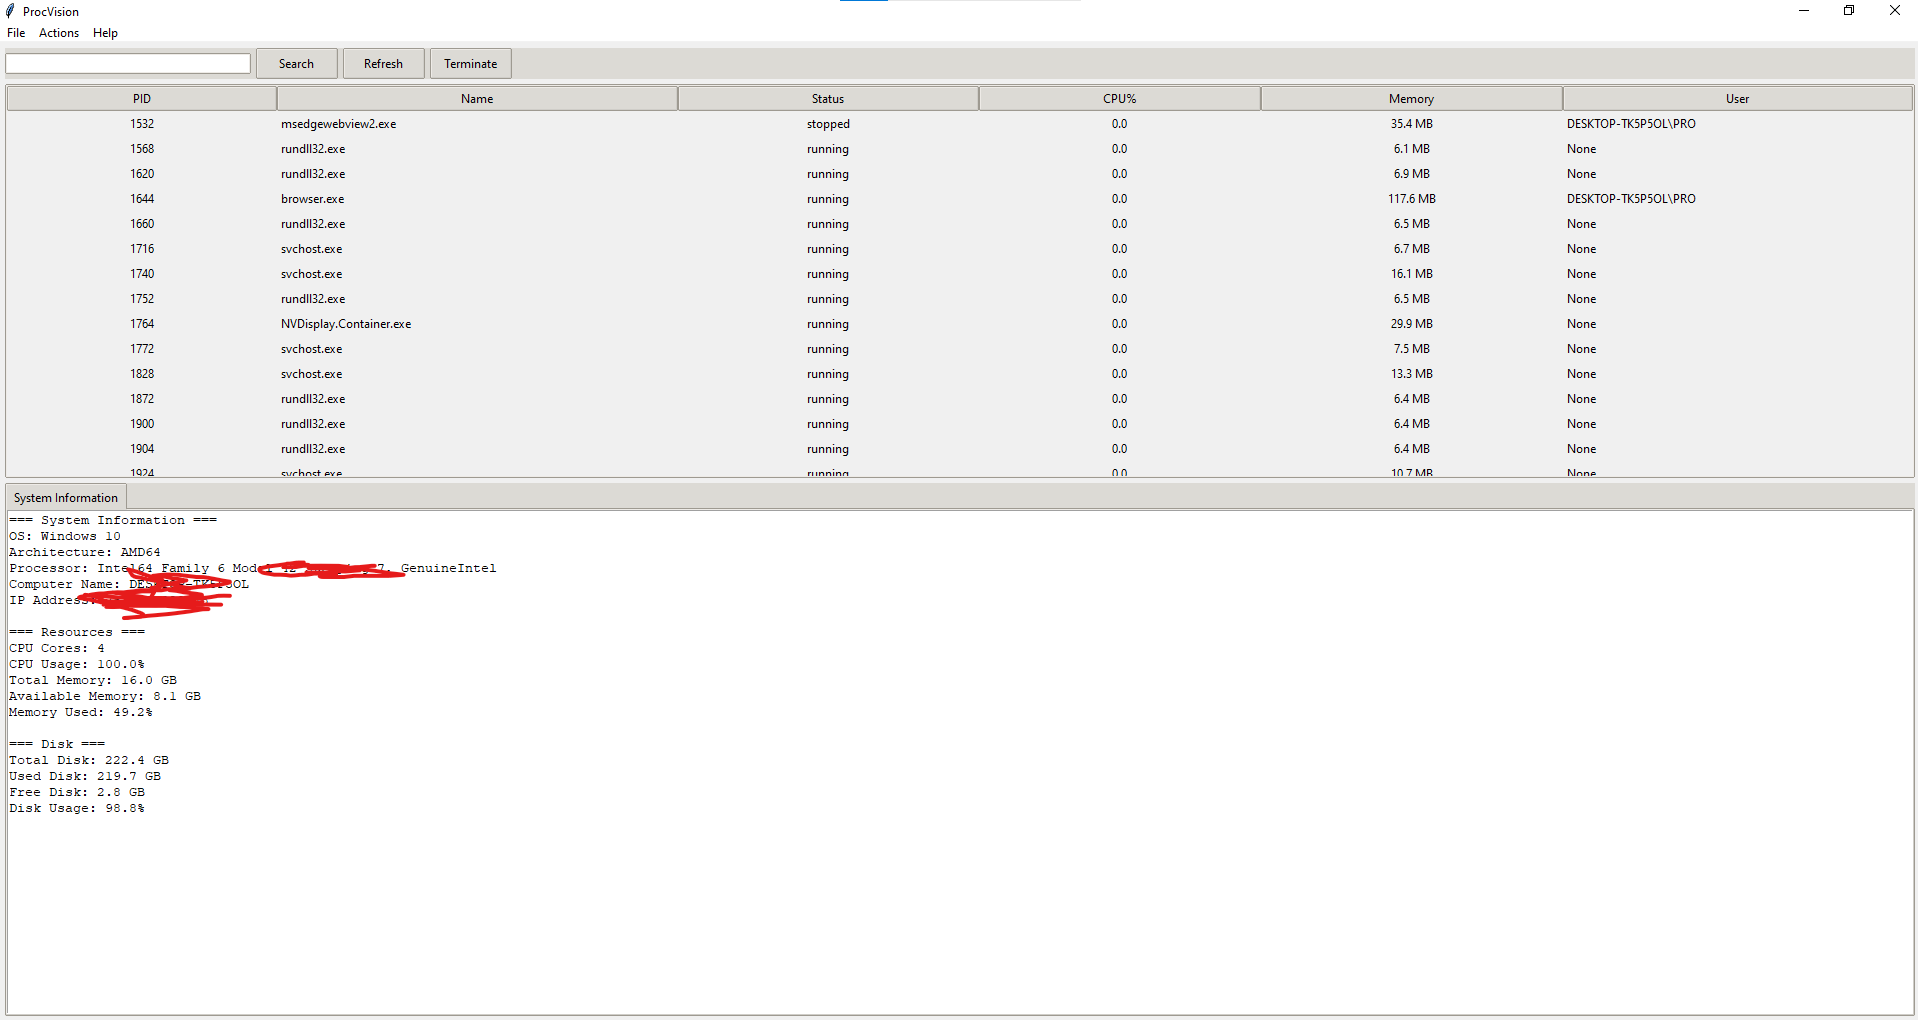 ProcVision
File Actions Help
Search Refresh Terminate
PID Name Status CPU% Memory User
1532 msedgewebview2.exe stopped 0.0 35.4 MB DESKTOP-TK5P5OL\PRO
1568 rundll32.exe running 0.0 6.1 MB None
1620 rundll32.exe running 0.0 6.9 MB None
1644 browser.exe running 0.0 117.6 MB DESKTOP-TK5P5OL\PRO
1660 rundll32.exe running 0.0 6.5 MB None
1716 svchost.exe running 0.0 6.7 MB None
1740 svchost.exe running 0.0 16.1 MB None
1752 rundll32.exe running 0.0 6.5 MB None
1764 NVDisplay.Container.exe running 0.0 29.9 MB None
1772 svchost.exe running 0.0 7.5 MB None
1828 svchost.exe running 0.0 13.3 MB None
1872 rundll32.exe running 0.0 6.4 MB None
1900 rundll32.exe running 0.0 6.4 MB None
1904 rundll32.exe running 0.0 6.4 MB None
1924 svchost.exe running 0.0 10.7 MB None
System Information
=== System Information ===
OS: Windows 10
Architecture: AMD64
Processor: Intel64 Family 6 Model GenuineIntel
Computer Name:
IP Address:
=== Resources ===
CPU Cores: 4
CPU Usage: 100.0%
Total Memory: 16.0 GB
Available Memory: 8.1 GB
Memory Used: 49.2%
=== Disk ===
Total Disk: 222.4 GB
Used Disk: 219.7 GB
Free Disk: 2.8 GB
Disk Usage: 98.8%